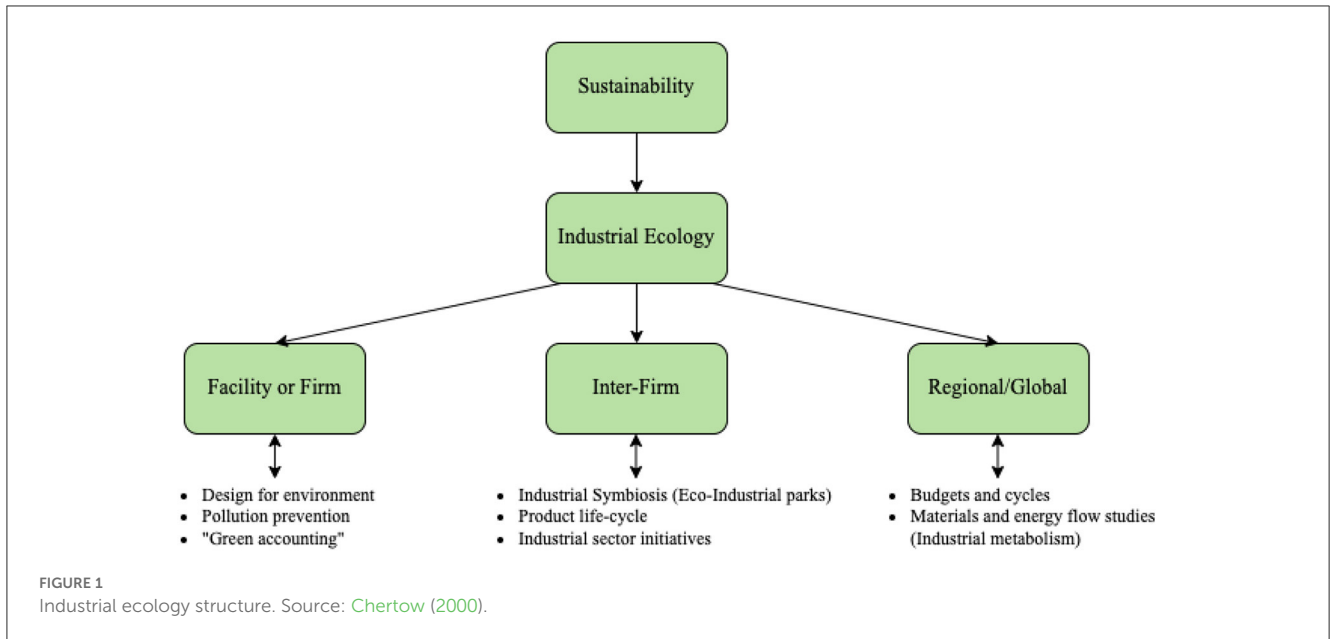 Sustainability
Industrial Ecology
Facility or Firm
Inter-Firm
Regional/Global
• Design for environment
• Pollution prevention
• "Green accounting"
• Industrial Symbiosis (Eco-Industrial parks)
• Product life-cycle
• Industrial sector initiatives
• Budgets and cycles
• Materials and energy flow studies
(Industrial metabolism)
FIGURE 1
Industrial ecology structure. Source: Chertow (2000).